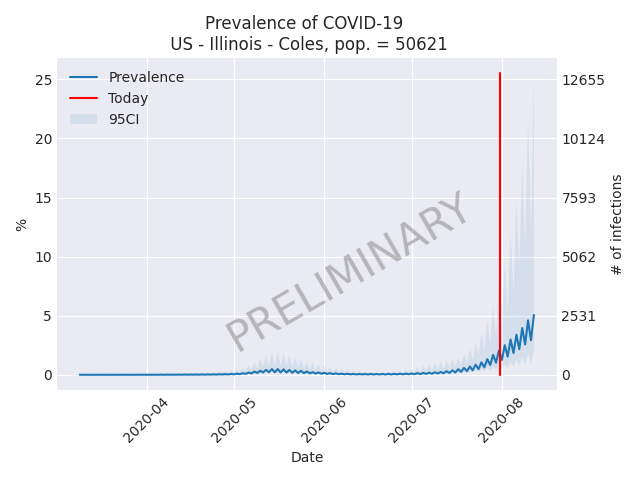 Prevalence of COVID-19
US - Illinois - Coles, pop. = 50621
Prevalence
Today
95CI
25
20
15
10
5
0
%
12655
10124
7593
5062
2531
0
# of infections
PRELIMINARY
2020-04
2020-05
2020-06
2020-07
2020-08
Date